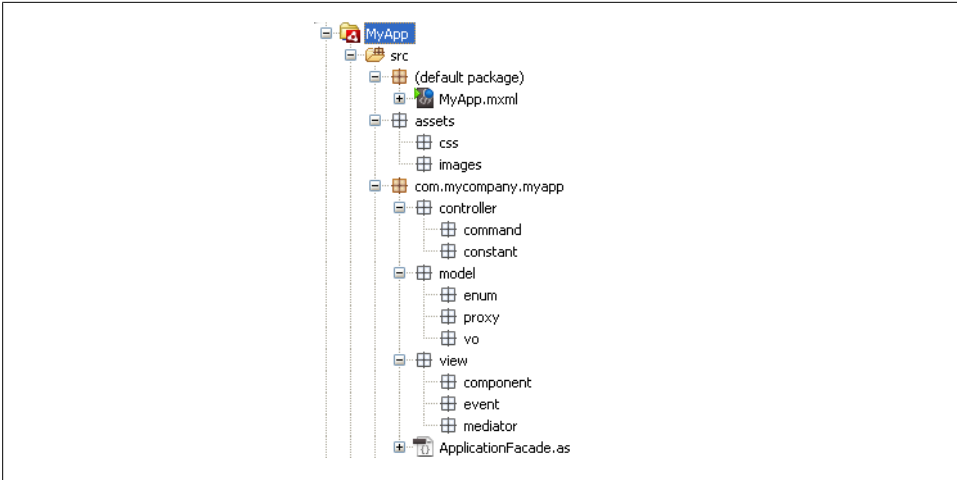 MyApp
src
(default package)
MyApp.mxml
assets
css
images
com.mycompany.myapp
controller
command
constant
model
enum
proxy
vo
view
component
event
mediator
ApplicationFacade.as